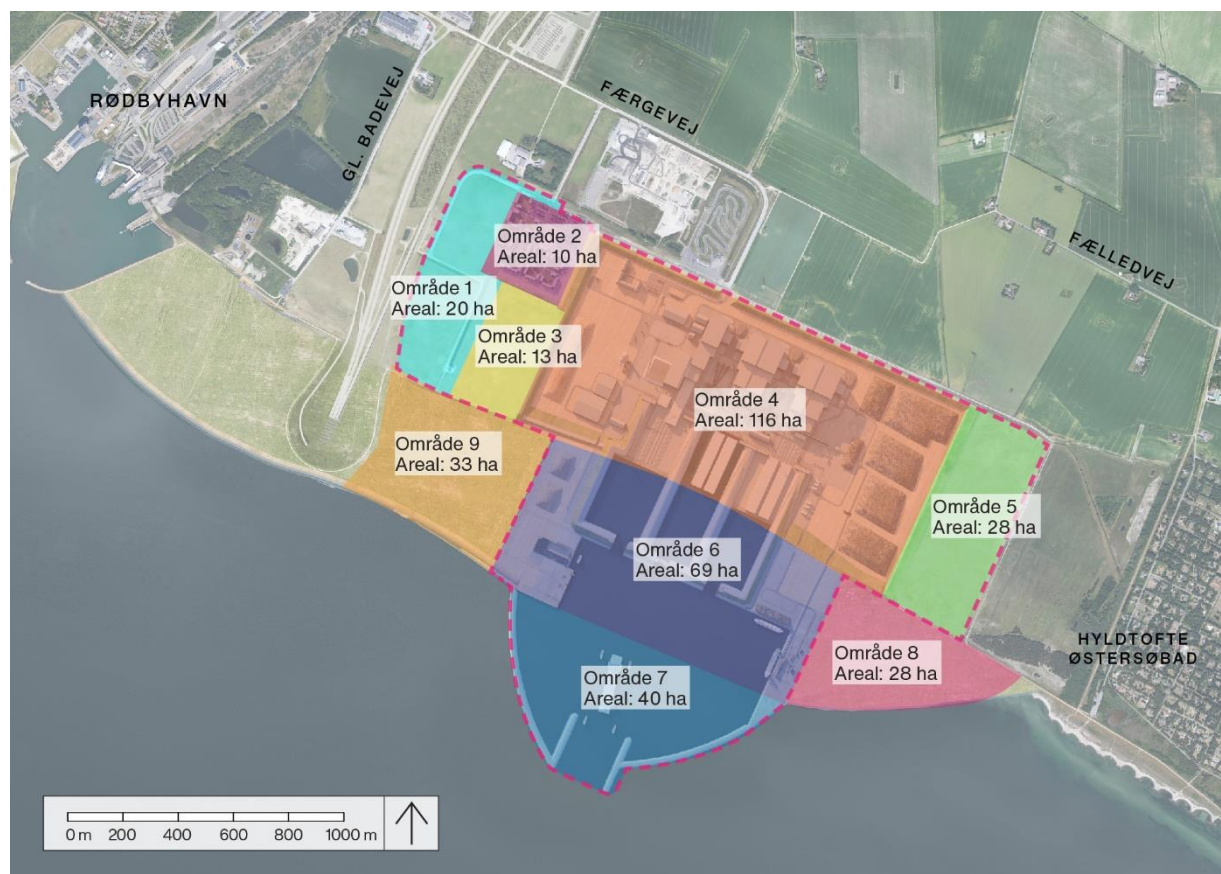 RØDBYHAVN
GL. BADEVEJ
FÆRGEVEJ
FÆLLEDVEJ
Område 2
Areal: 10 ha
Område 1
Areal: 20 ha
Område 3
Areal: 13 ha
Område 4
Areal: 116 ha
Område 9
Areal: 33 ha
Område 5
Areal: 28 ha
Område 6
Areal: 69 ha
Område 8
Areal: 28 ha
HYLDTOFTE
ØSTERSØBAD
Område 7
Areal: 40 ha
0 m 200 400 600 800 1000 m